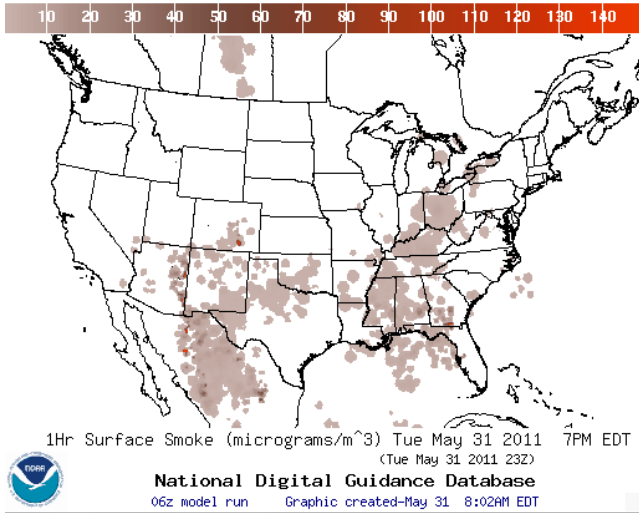 10 20 30 40 50 60 70 80 90 100 110 120 130 140
1Hr Surface Smoke (micrograms/m^3) Tue May 31 2011 7PM EDT
(Tue May 31 2011 23Z)
noaa
National Digital Guidance Database
06z model run Graphic created-May 31 8:02AM EDT